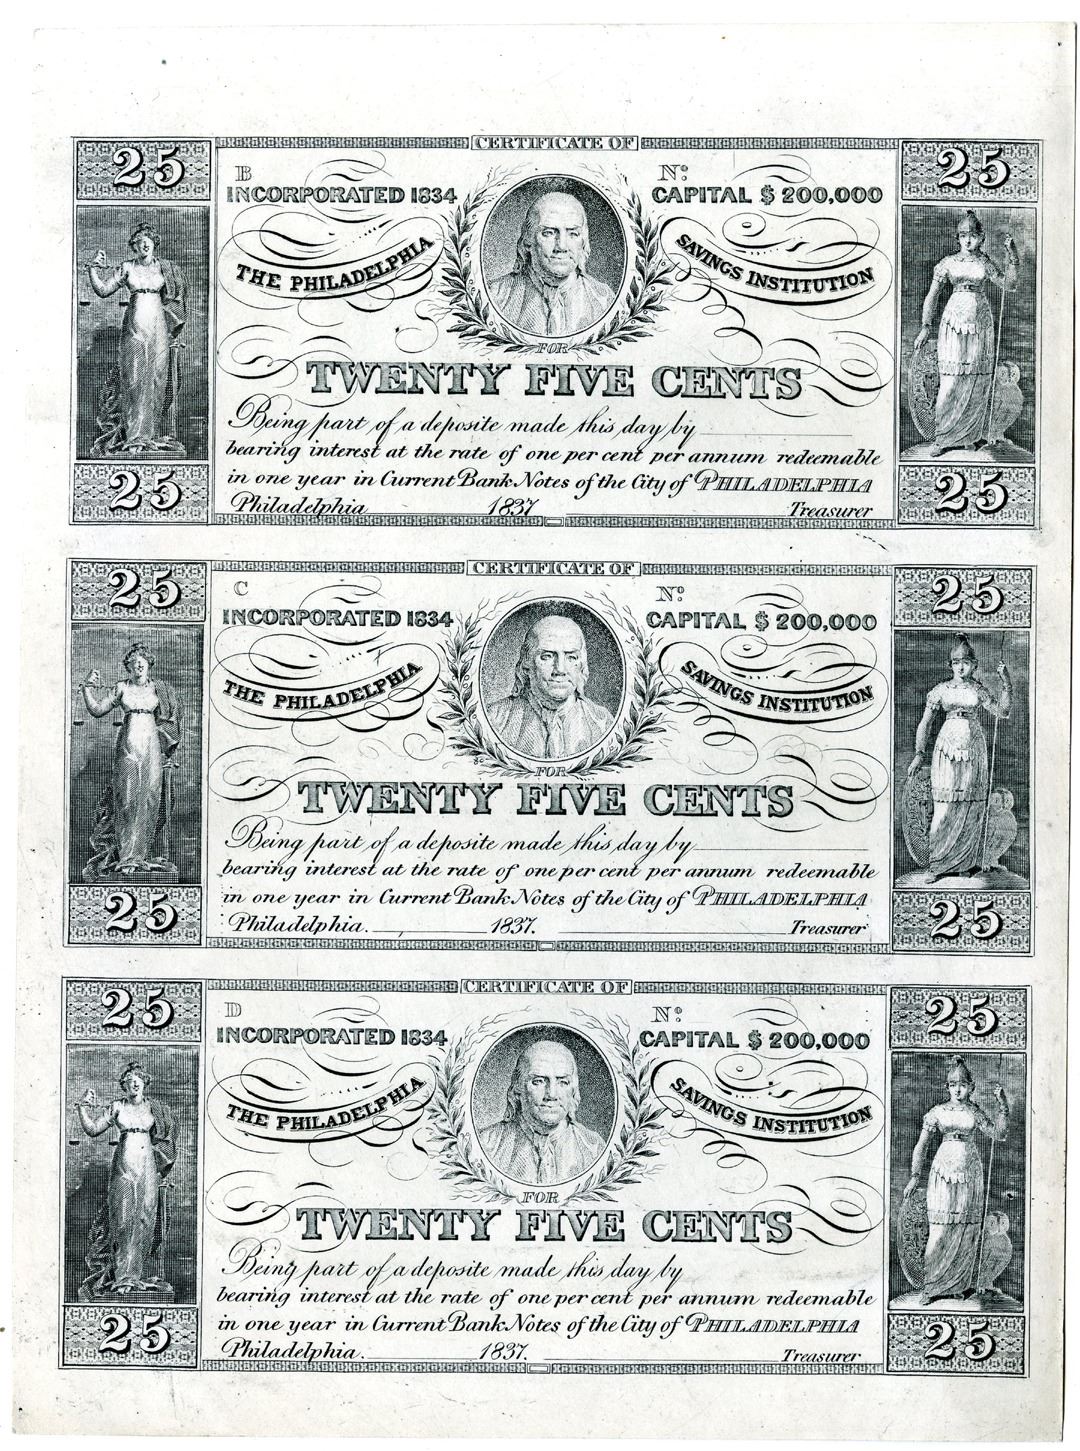 CERTIFICATE OF
25 25
B Nº
INCORPORATED 1834 CAPITAL $ 200,000
THE PHILADELPHIA SAVINGS INSTITUTION
FOR
TWENTY FIVE CENTS
Being part of a deposite made this day by
bearing interest at the rate of one per cent per annum redeemable
in one year in Current Bank Notes of the City of PHILADELPHIA
25 25
Philadelphia 1837. Treasurer
CERTIFICATE OF
25 25
C Nº
INCORPORATED 1834 CAPITAL $ 200,000
THE PHILADELPHIA SAVINGS INSTITUTION
FOR
TWENTY FIVE CENTS
Being part of a deposite made this day by
bearing interest at the rate of one per cent per annum redeemable
in one year in Current Bank Notes of the City of PHILADELPHIA
25 25
Philadelphia. 1837. Treasurer
CERTIFICATE OF
25 25
D Nº
INCORPORATED 1834 CAPITAL $ 200,000
THE PHILADELPHIA SAVINGS INSTITUTION
FOR
TWENTY FIVE CENTS
Being part of a deposite made this day by
bearing interest at the rate of one per cent per annum redeemable
in one year in Current Bank Notes of the City of PHILADELPHIA
25 25
Philadelphia. 1837. Treasurer